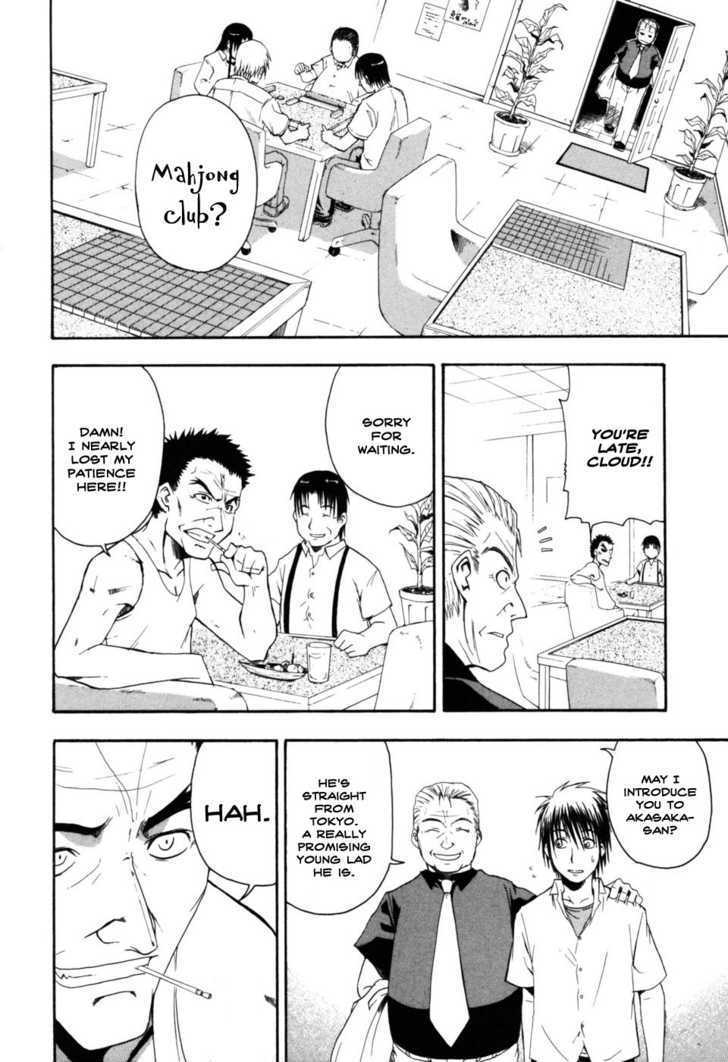 Mahjong
club?
YOU'RE
LATE,
CLOUD!!
SORRY
FOR
WAITING.
DAMN!
I NEARLY
LOST MY
PATIENCE
HERE!!
MAY I
INTRODUCE
YOU TO
AKASAKA-
SAN?
HE'S
STRAIGHT
FROM
TOKYO.
A REALLY
PROMISING
YOUNG LAD
HE IS.
HAH.